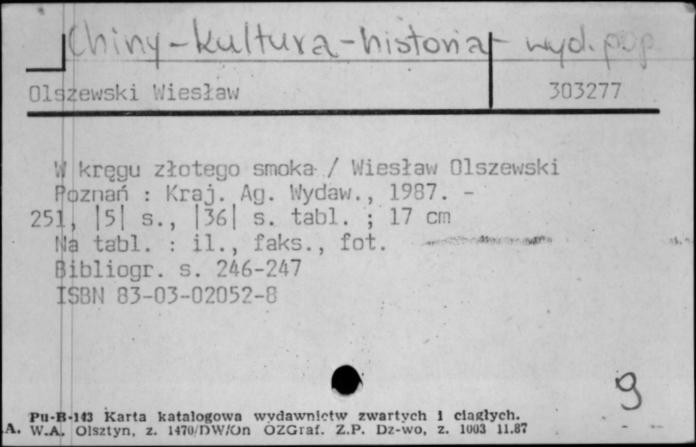 Chiny - kultura - historia - wyd. pop
Olszewski Wiesław 303277
W kręgu złotego smoka / Wiesław Olszewski
Poznań : Kraj. Ag. Wydaw., 1987. -
251, |5| s., |36| s. tabl. ; 17 cm
Na tabl. : il., faks., fot.
Bibliogr. s. 246-247
ISBN 83-03-02052-8
9
Pu-B-143 Karta katalogowa wydawnictw zwartych i ciągłych.
.A. W.A. Olsztyn, z. 1470/DW/On OZGraf. Z.P. Dz-wo, z. 1003 11.87